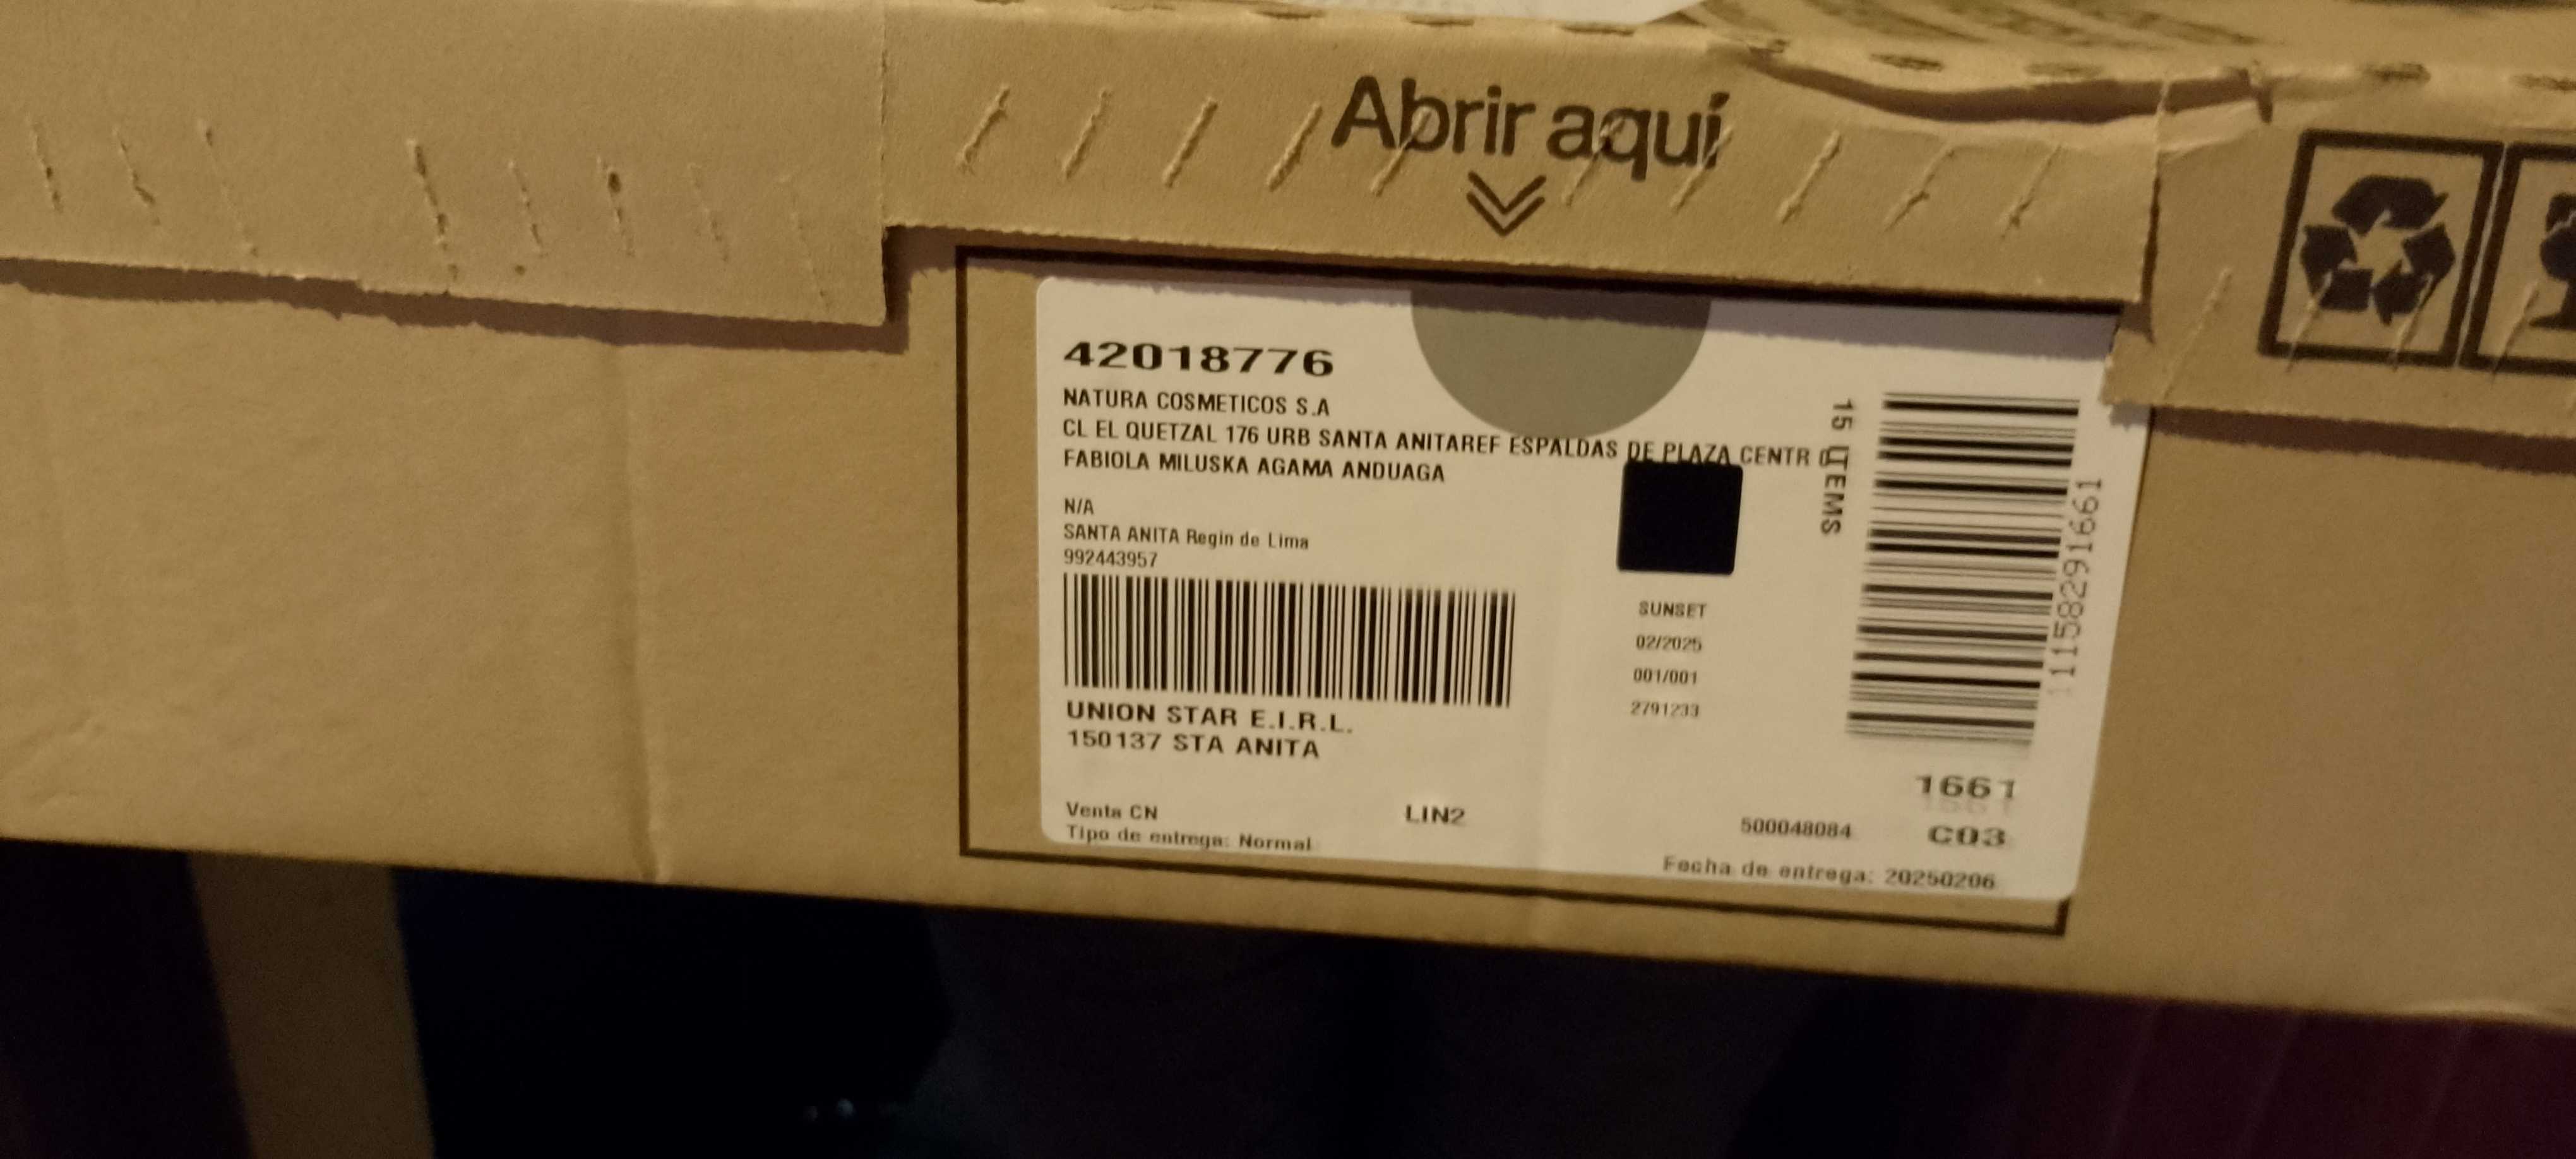 Abrir aquí
42018776
NATURA COSMETICOS S.A
CL EL QUETZAL 176 URB SANTA ANITAREF ESPALDAS DE PLAZA CENTR
FABIOLA MILUSKA AGAMA ANDUAGA
N/A
SANTA ANITA Regin de Lima
992443957
UNION STAR E.I.R.L.
150137 STA ANITA
Venta CN
LIN2
Tipo de entrega: Normal
SUNSET
02/2025
001/001
2791233
15 ITEMS
1158291661
1661
500048084
C03
Fecha de entrega: 20250206